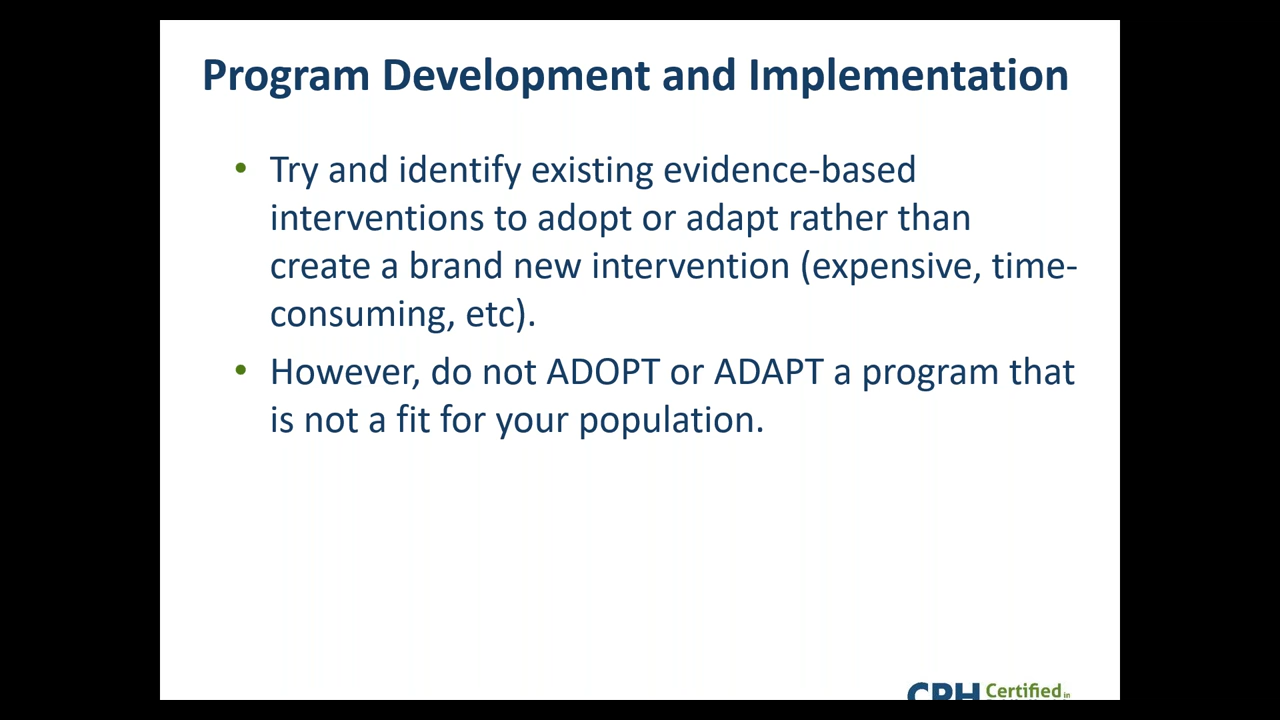 Program Development and Implementation
• Try and identify existing evidence-based
interventions to adopt or adapt rather than
create a brand new intervention (expensive, time-
consuming, etc).
• However, do not ADOPT or ADAPT a program that
is not a fit for your population.
CPH Certified in